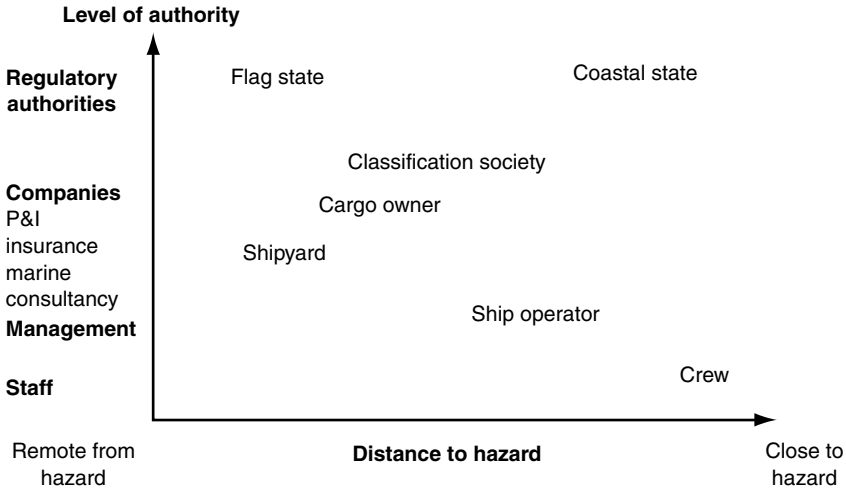 Level of authority
Regulatory
authorities
Flag state
Coastal state
Classification society
Companies
P&I
insurance
marine
consultancy
Cargo owner
Shipyard
Management
Ship operator
Staff
Crew
Remote from
hazard
Distance to hazard
Close to
hazard